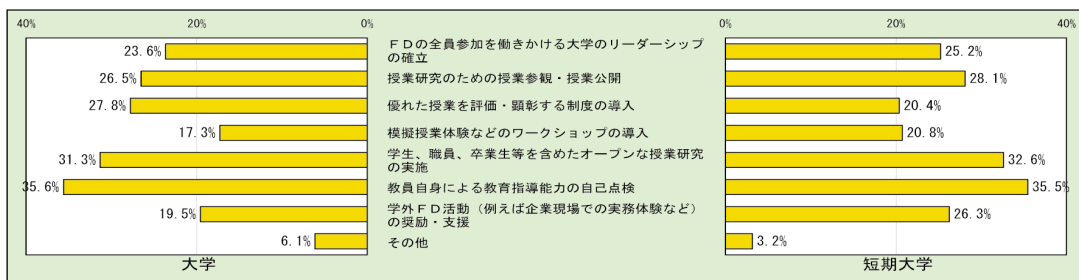 40% 20% 0% 0% 20% 40%
23.6% FDの全員参加を働きかける大学のリーダーシップ 25.2%
の確立
26.5% 授業研究のための授業参観・授業公開 28.1%
27.8% 優れた授業を評価・顕彰する制度の導入 20.4%
17.3% 模擬授業体験などのワークショップの導入 20.8%
31.3% 学生、職員、卒業生等を含めたオープンな授業研究 32.6%
の実施
35.6% 教員自身による教育指導能力の自己点検 35.5%
19.5% 学外FD活動(例えば企業現場での実務体験など) 26.3%
の奨励・支援
6.1% その他 3.2%
大学 短期大学